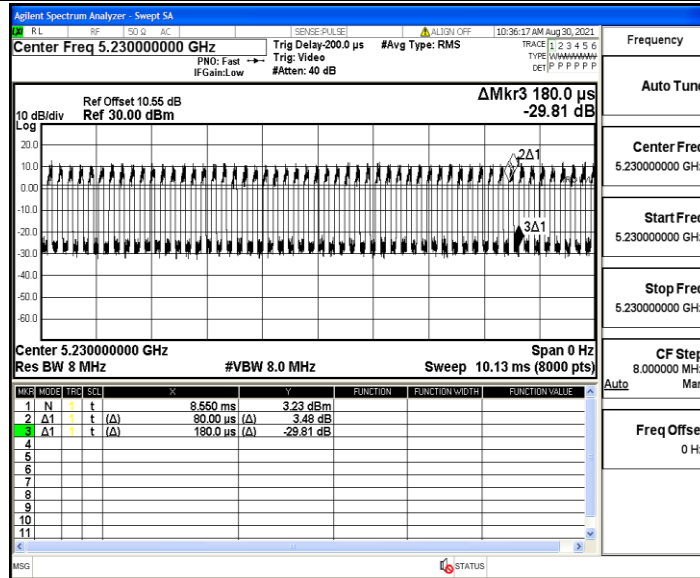 Agilent Spectrum Analyzer - Swept SA
RL RF 50 Ω AC SENSE:PULSE ALIGN OFF 10:36:17 AM Aug 30, 2021
Center Freq 5.230000000 GHz
PNO: Fast
IFGain:Low
Trig Delay-200.0 µs
Trig: Video
#Atten: 40 dB
#Avg Type: RMS
TRACE 1 2 3 4 5 6
TYPE WWWWWW
DET P P P P P P
Frequency
Ref Offset 10.55 dB
10 dB/div Ref 30.00 dBm
Log
ΔMkr3 180.0 µs
-29.81 dB
20.0
10.0
0.00
-10.0
-20.0
-30.0
-40.0
-50.0
-60.0
2Δ1
3Δ1
Center 5.230000000 GHz Span 0 Hz
Res BW 8 MHz #VBW 8.0 MHz Sweep 10.13 ms (8000 pts)
MKR MODE TRC SCL X Y FUNCTION FUNCTION WIDTH FUNCTION VALUE
1 N 1 t 8.550 ms 3.23 dBm
2 Δ1 1 t (Δ) 80.00 µs (Δ) 3.48 dB
3 Δ1 1 t (Δ) 180.0 µs (Δ) -29.81 dB
4
5
6
7
8
9
10
11
MSG STATUS
Auto Tune
Center Freq
5.230000000 GHz
Start Freq
5.230000000 GHz
Stop Freq
5.230000000 GHz
CF Step
8.000000 MHz
Auto Man
Freq Offset
0 Hz